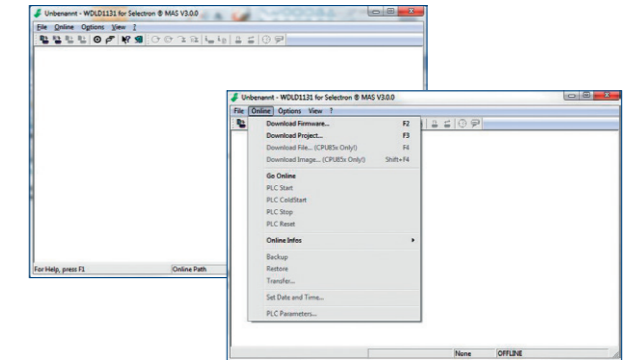 Unbenannt - WDLD1131 for Selectron ® MAS V3.0.0
File Online Options View ?
For Help, press F1
Online Path
Unbenannt - WDLD1131 for Selectron ® MAS V3.0.0
File Online Options View ?
Download Firmware... F2
Download Project... F3
Download File... (CPU85x Only!) F4
Download Image... (CPU85x Only!) Shift+F4
Go Online
PLC Start
PLC ColdStart
PLC Stop
PLC Reset
Online Infos
Backup
Restore
Transfer...
Set Date and Time...
PLC Parameters...
None OFFLINE